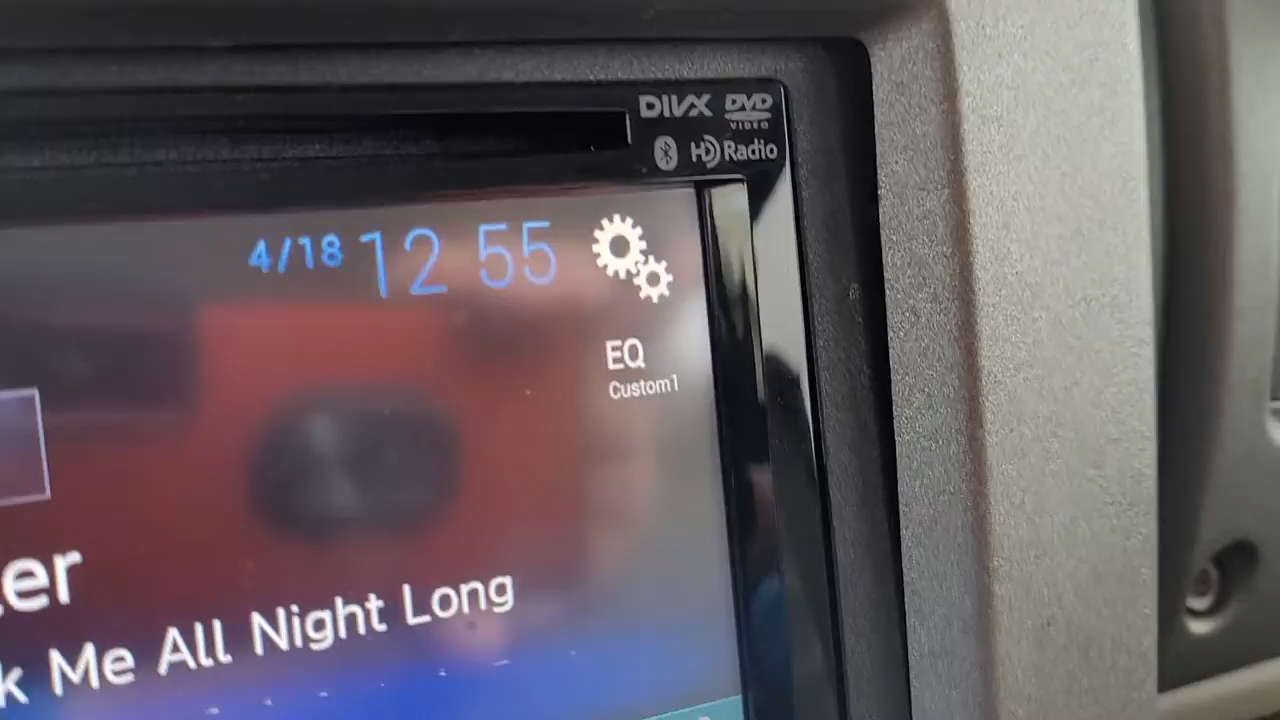 DIVX DVD
VIDEO
HD Radio
4/18 12 55
EQ
Custom1
er
k Me All Night Long